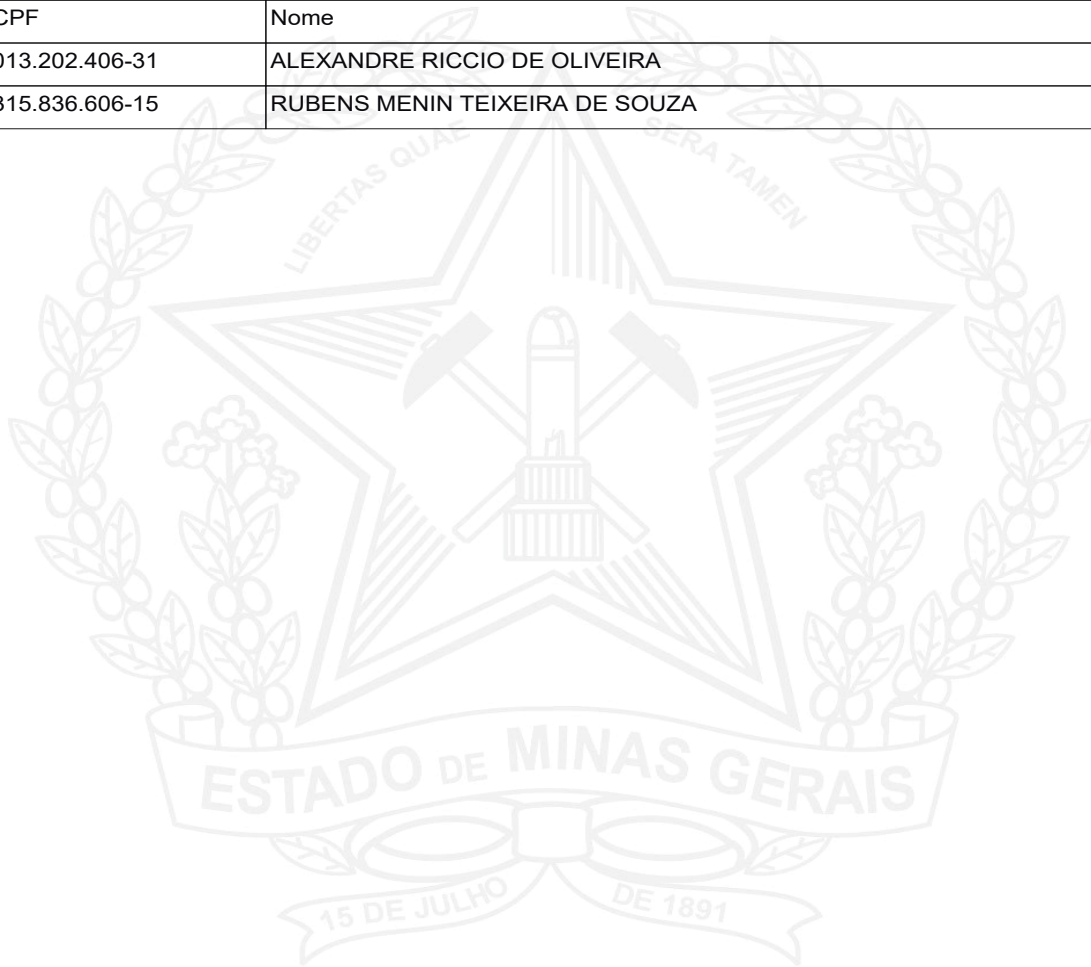 CPF Nome
013.202.406-31 ALEXANDRE RICCIO DE OLIVEIRA
315.836.606-15 RUBENS MENIN TEIXEIRA DE SOUZA
LIBERTAS QUAE SERA TAMEN
ESTADO DE MINAS GERAIS
15 DE JULHO DE 1891